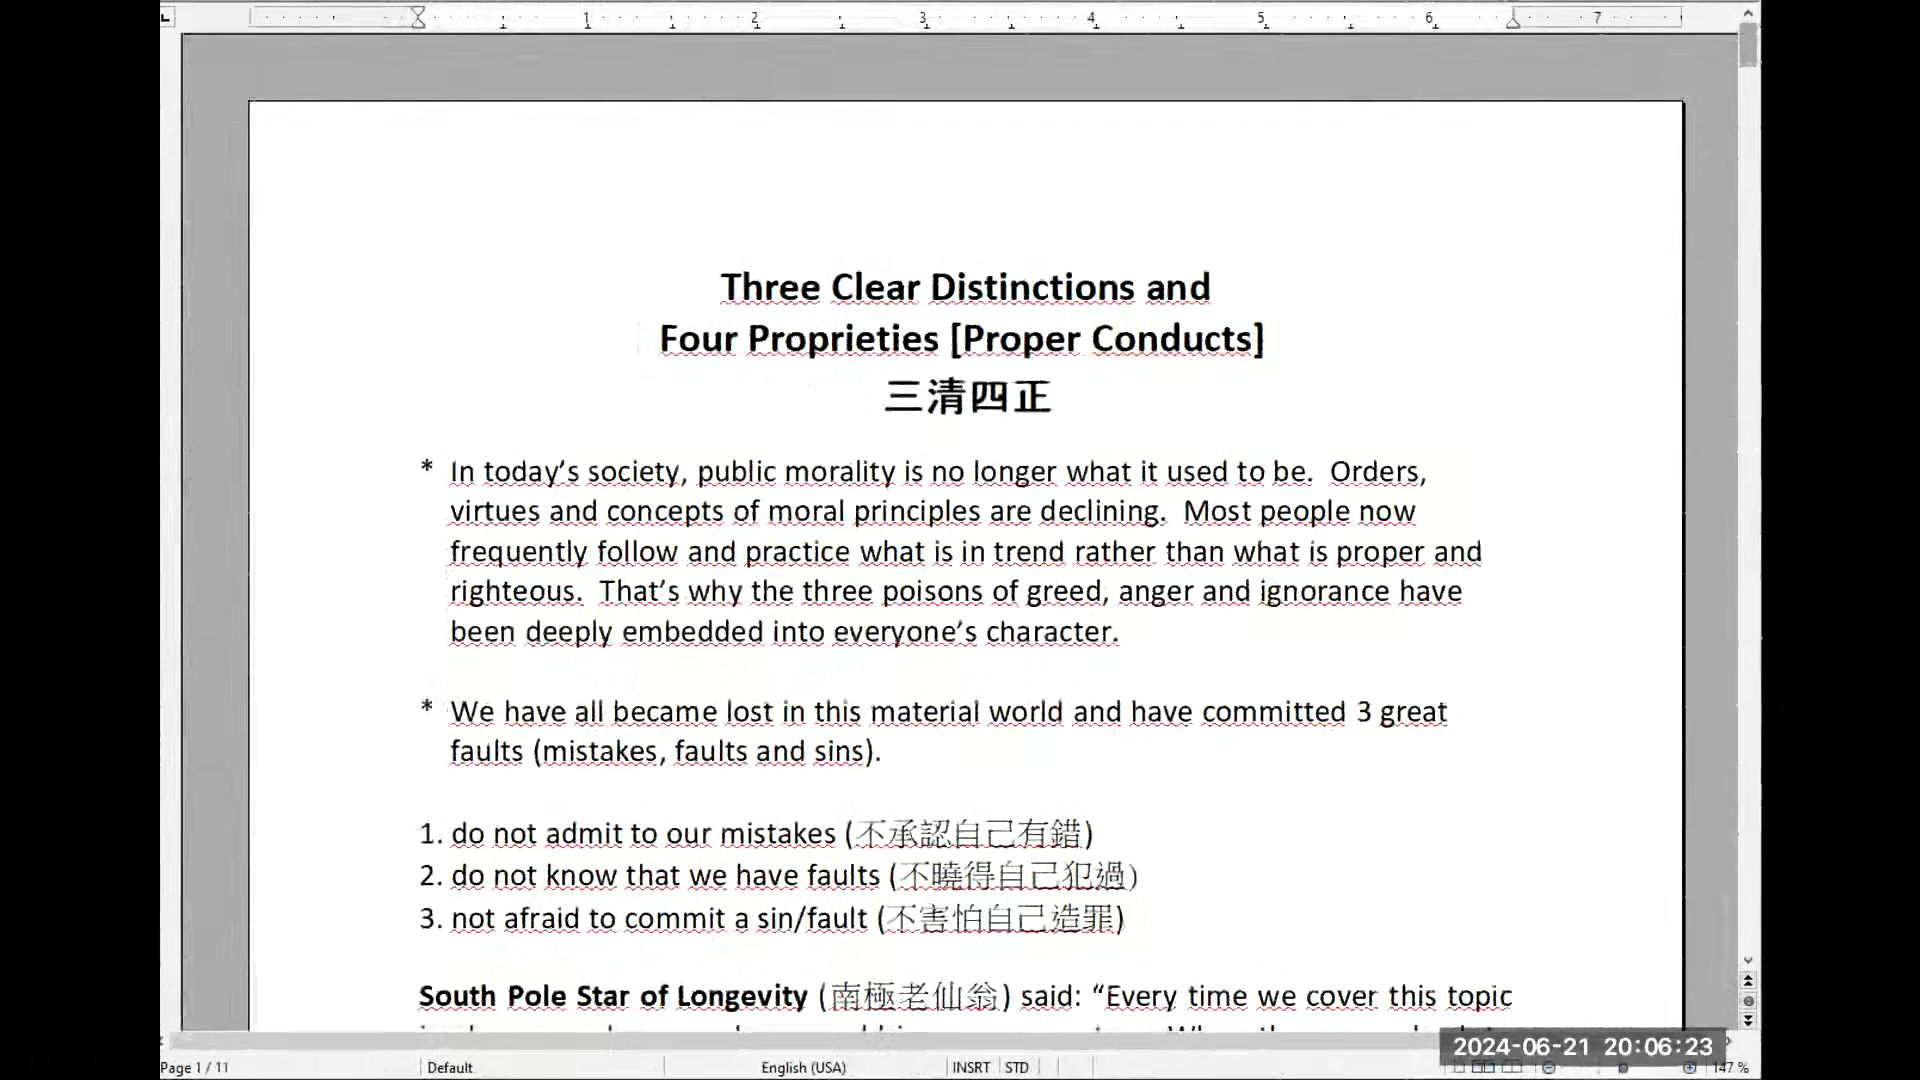 1 2 3 4 5 6 7
Three Clear Distinctions and
Four Proprieties [Proper Conducts]
三清四正
* In today’s society, public morality is no longer what it used to be. Orders,
virtues and concepts of moral principles are declining. Most people now
frequently follow and practice what is in trend rather than what is proper and
righteous. That’s why the three poisons of greed, anger and ignorance have
been deeply embedded into everyone’s character.
* We have all became lost in this material world and have committed 3 great
faults (mistakes, faults and sins).
1. do not admit to our mistakes (不承認自己有錯)
2. do not know that we have faults (不曉得自己犯過)
3. not afraid to commit a sin/fault (不害怕自己造罪)
South Pole Star of Longevity (南極老仙翁) said: “Every time we cover this topic
2024-06-21 20:06:23
Page 1 / 11 Default English (USA) INSRT STD 147 %